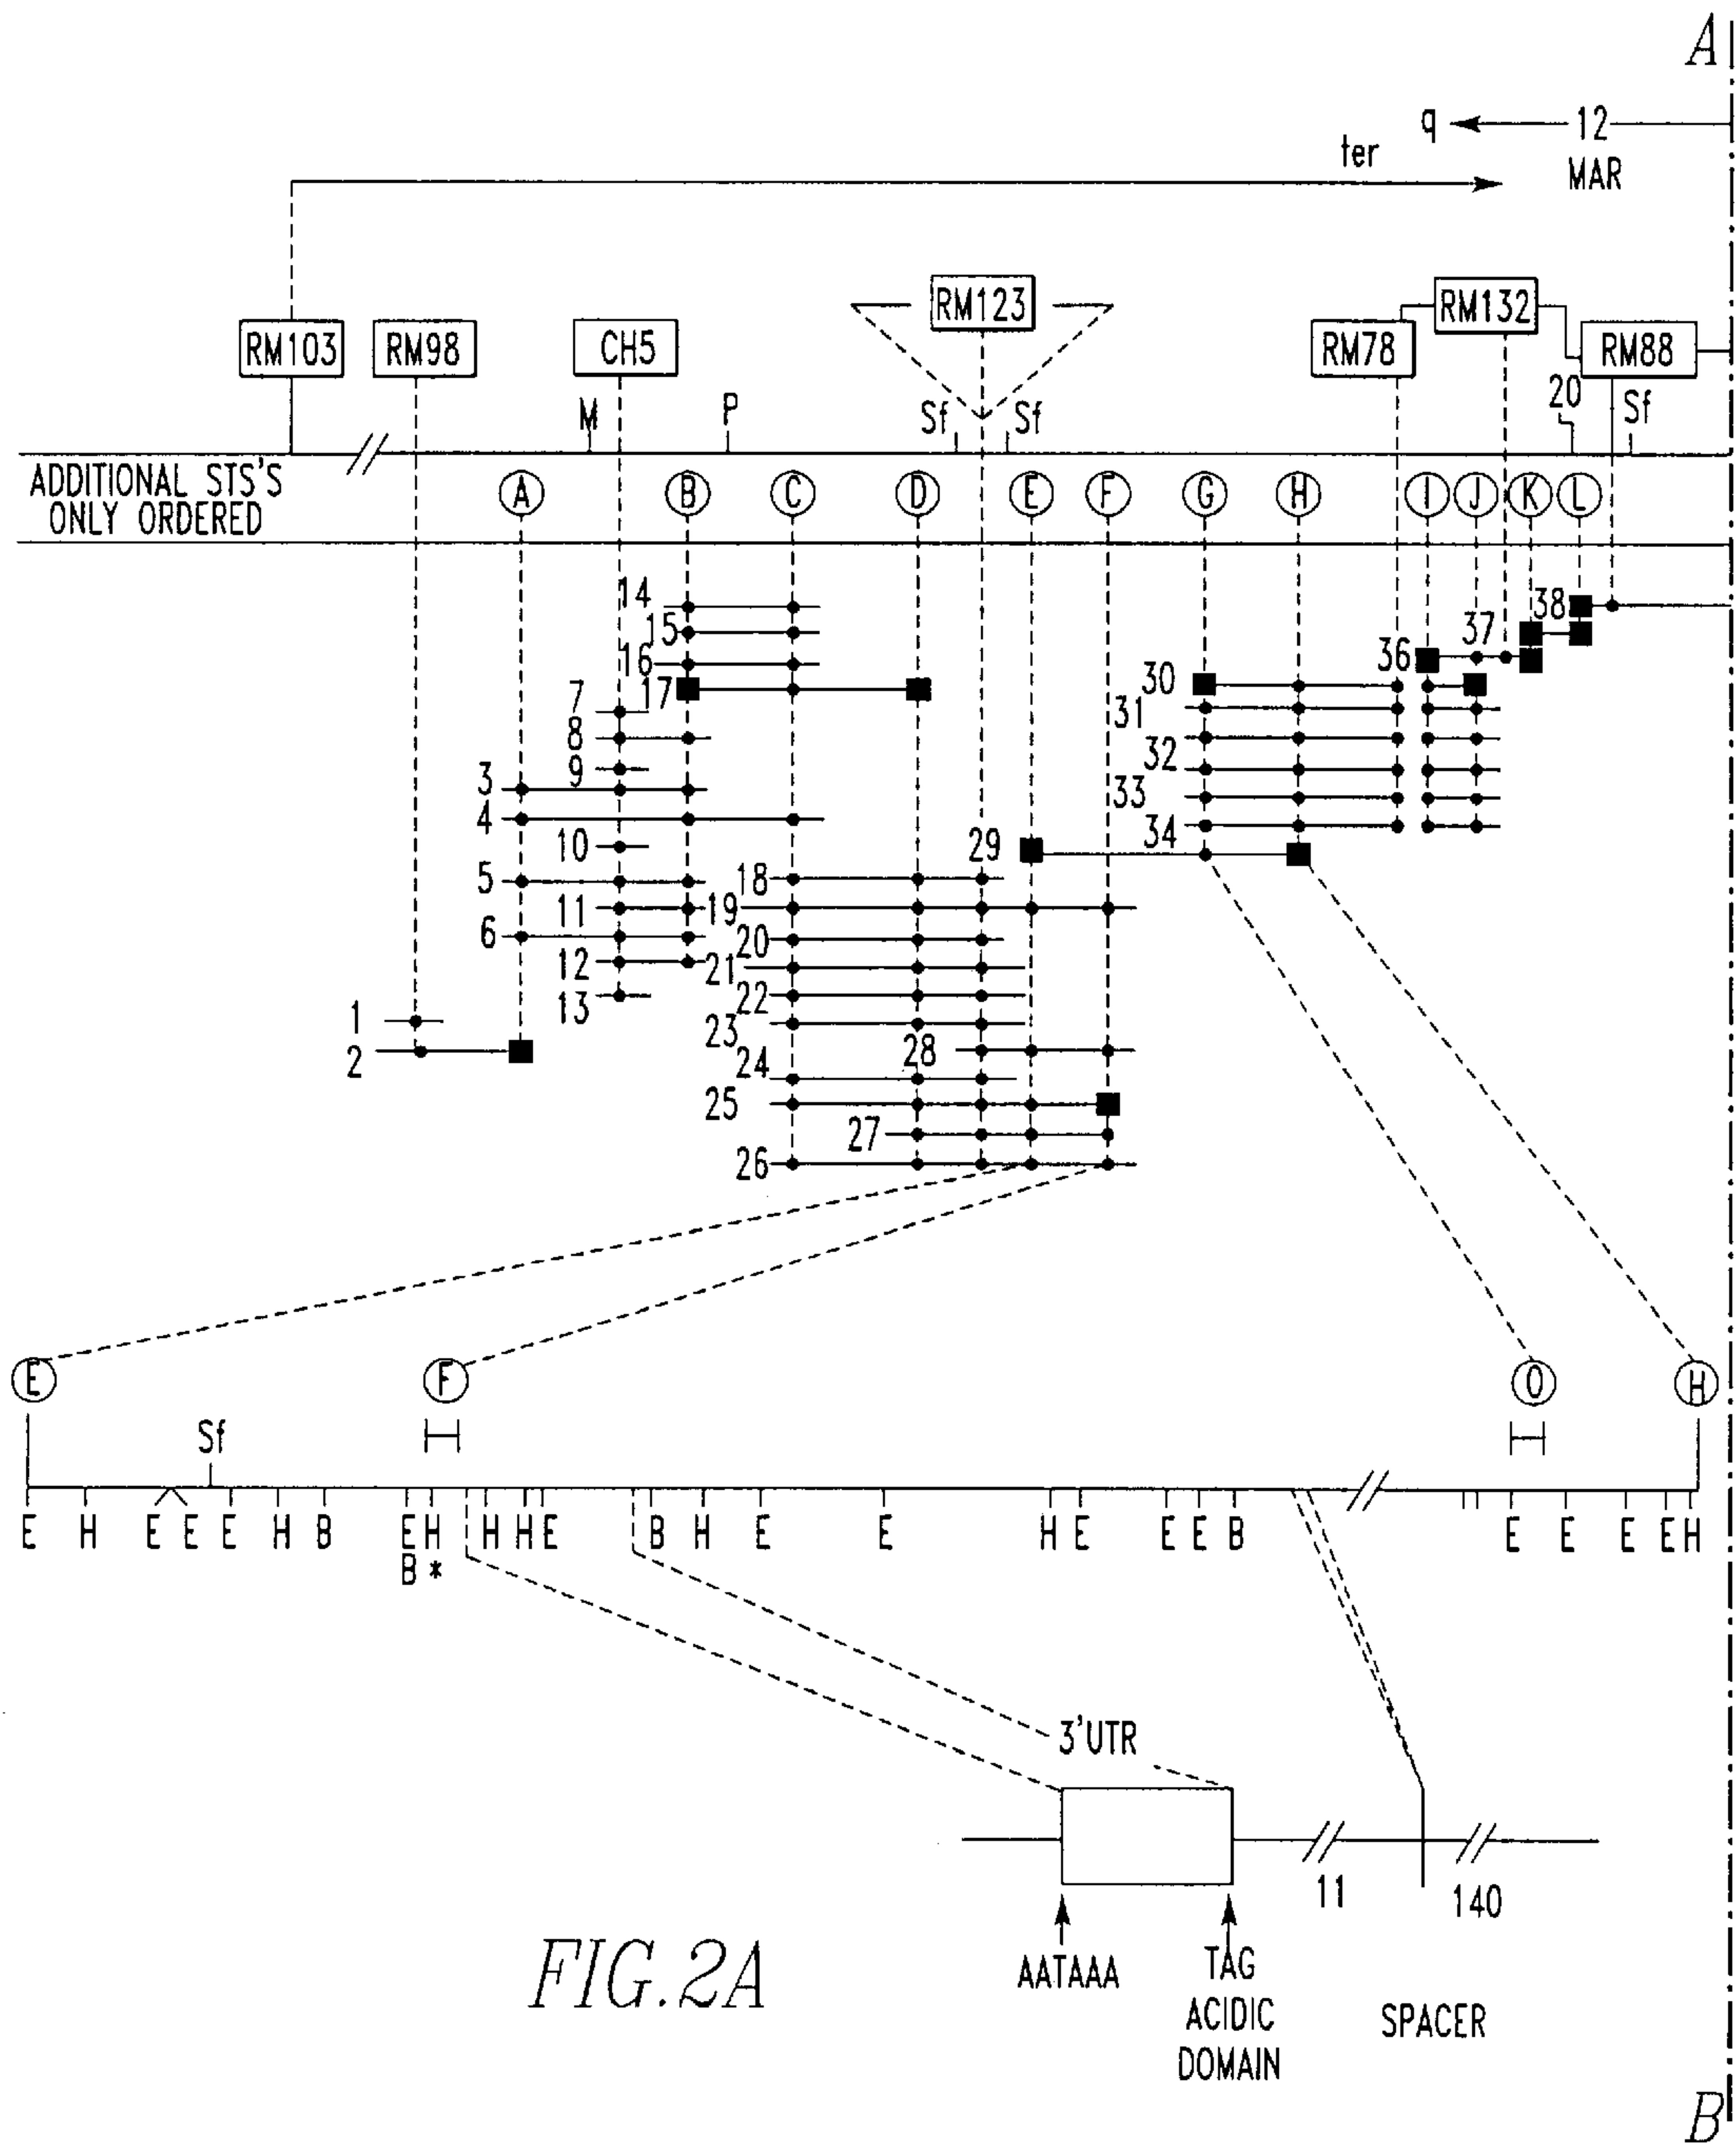 A
q 12
MAR
ter
RM123
RM132
RM103 RM98 CH5 RM78 RM88
M P Sf Sf 20 Sf
ADDITIONAL STS'S
ONLY ORDERED
A B C D E F G H I J K L
14
38
15
37
16
36
17
30
7
31
8
32
9
3
33
4
34
10
29
5
18
11
19
6
20
12
21
13
22
1
23
2
28
24
25
27
26
E F O H
Sf
E H E E E H B E H H H E B H E E H E E E B E E E E H
B *
3'UTR
11
140
AATAAA
TAG
ACIDIC
DOMAIN
SPACER
FIG.2A
B